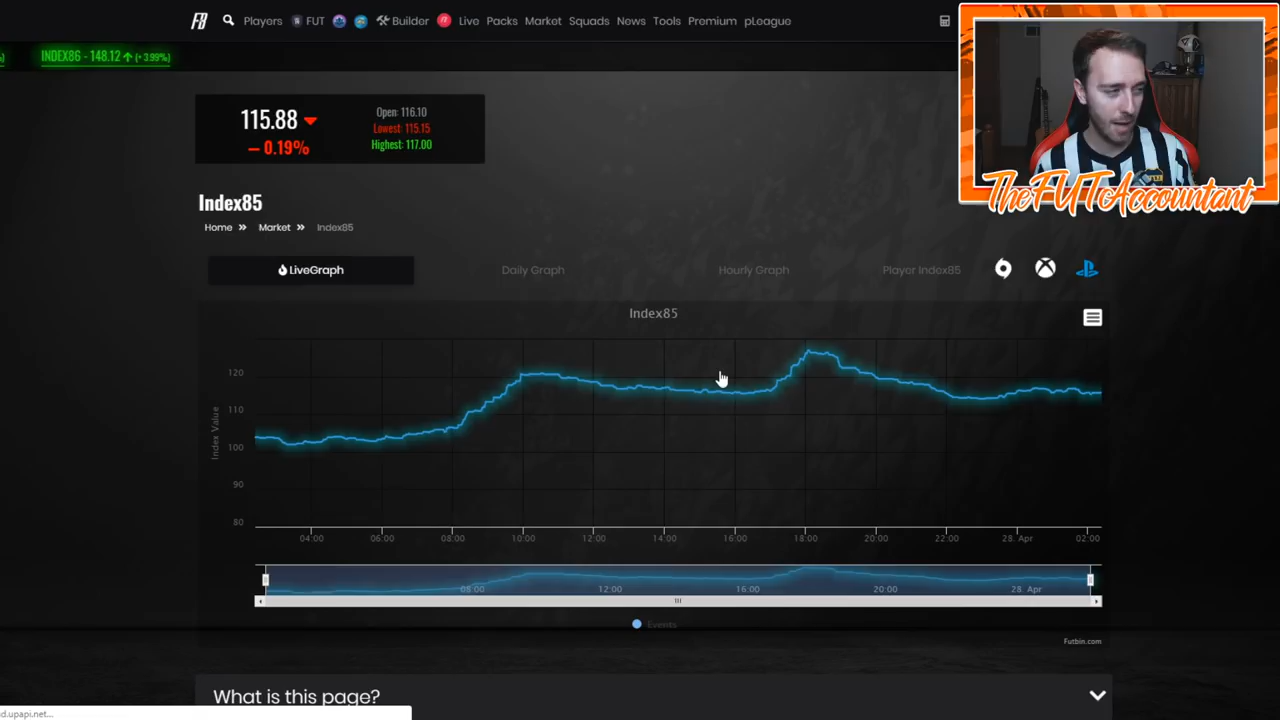 Players FUT Builder Live Packs Market Squads News Tools Premium pLeague
INDEX86 - 148.12 (+ 3.99%)
115.88
– 0.19%
Open: 116.10
Lowest: 115.15
Highest: 117.00
TheFUTAccountant
Index85
Home » Market » Index85
LiveGraph Daily Graph Hourly Graph Player Index85
Index85
Index Value
120
110
100
90
80
04:00 06:00 08:00 10:00 12:00 14:00 16:00 18:00 20:00 22:00 28. Apr 02:00
08:00 12:00 16:00 20:00 28. Apr
Events
Futbin.com
What is this page?
d.upapi.net...